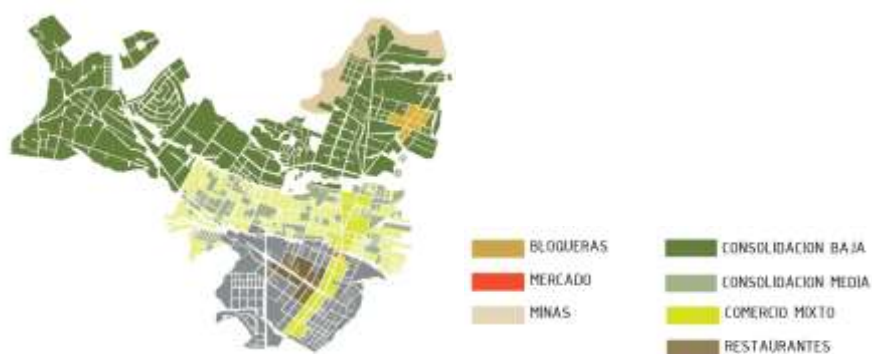 BLOQUERAS
MERCADO
MINAS
CONSOLIDACION BAJA
CONSOLIDACION MEDIA
COMERCIO MIXTO
RESTAURANTES